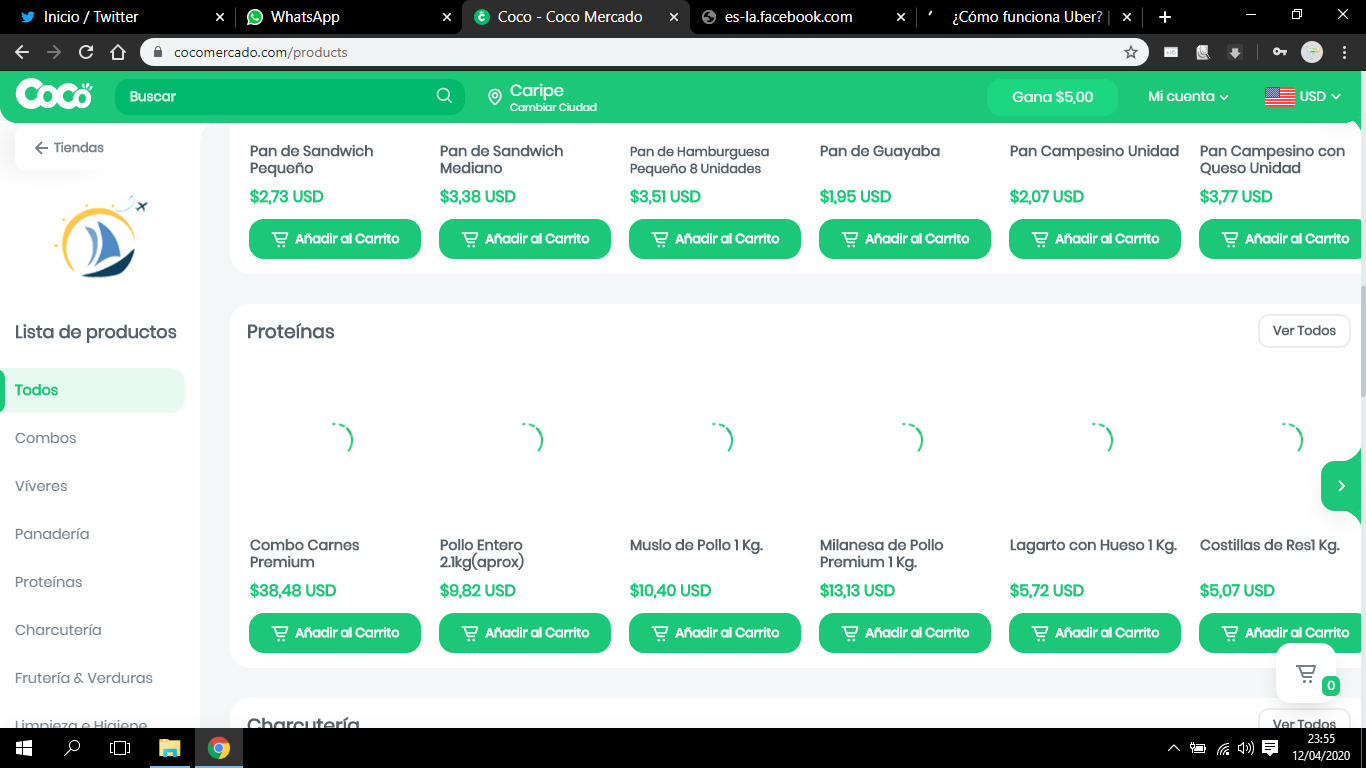 Inicio / Twitter
WhatsApp
Coco - Coco Mercado
es-la.facebook.com
¿Cómo funciona Uber? |
cocomercado.com/products
Coco
Buscar
Caripe
Cambiar Ciudad
Gana $5,00
Mi cuenta
USD
Tiendas
Lista de productos
Todos
Combos
Víveres
Panadería
Proteínas
Charcutería
Frutería & Verduras
Limpieza e Higiene
Pan de Sandwich
Pequeño
$2,73 USD
Añadir al Carrito
Pan de Sandwich
Mediano
$3,38 USD
Añadir al Carrito
Pan de Hamburguesa
Pequeño 8 Unidades
$3,51 USD
Añadir al Carrito
Pan de Guayaba
$1,95 USD
Añadir al Carrito
Pan Campesino Unidad
$2,07 USD
Añadir al Carrito
Pan Campesino con
Queso Unidad
$3,77 USD
Añadir al Carrito
Proteínas
Ver Todos
Combo Carnes
Premium
$38,48 USD
Añadir al Carrito
Pollo Entero
2.1kg(aprox)
$9,82 USD
Añadir al Carrito
Muslo de Pollo 1 Kg.
$10,40 USD
Añadir al Carrito
Milanesa de Pollo
Premium 1 Kg.
$13,13 USD
Añadir al Carrito
Lagarto con Hueso 1 Kg.
$5,72 USD
Añadir al Carrito
Costillas de Res1 Kg.
$5,07 USD
Añadir al Carrito
0
Charcutería
Ver Todos
23:55
12/04/2020